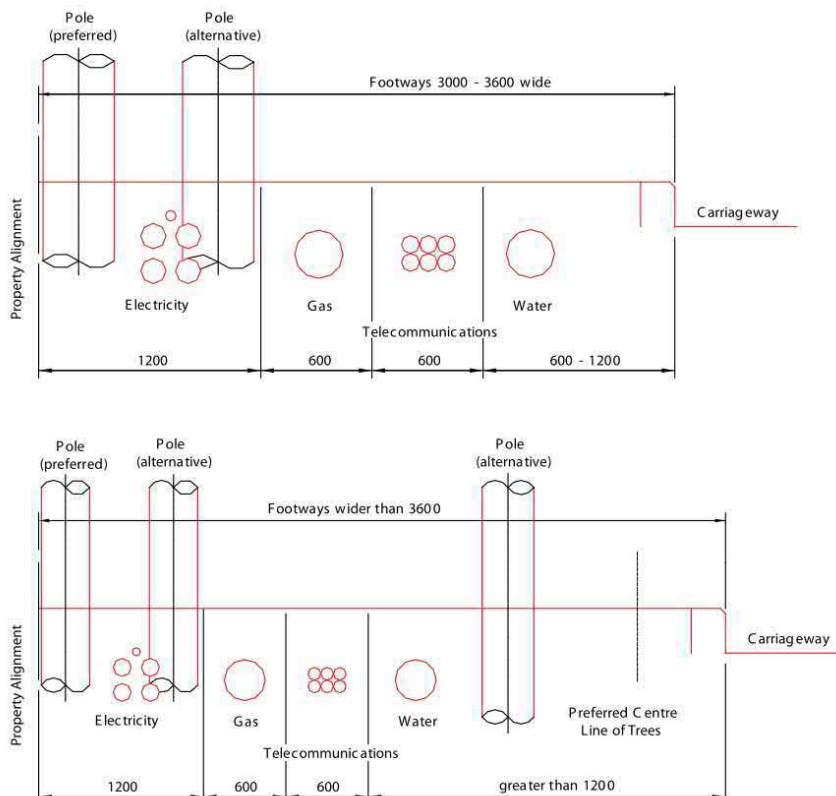 Pole
(preferred)
Pole
(alternative)
Footways 3000 - 3600 wide
Property Alignment
Carriageway
Electricity
Gas
Water
Telecommunications
1200
600
600
600 - 1200
Pole
(preferred)
Pole
(alternative)
Pole
(alternative)
Footways wider than 3600
Property Alignment
Carriageway
Electricity
Gas
Water
Preferred Centre
Line of Trees
Telecommunications
1200
600
600
greater than 1200